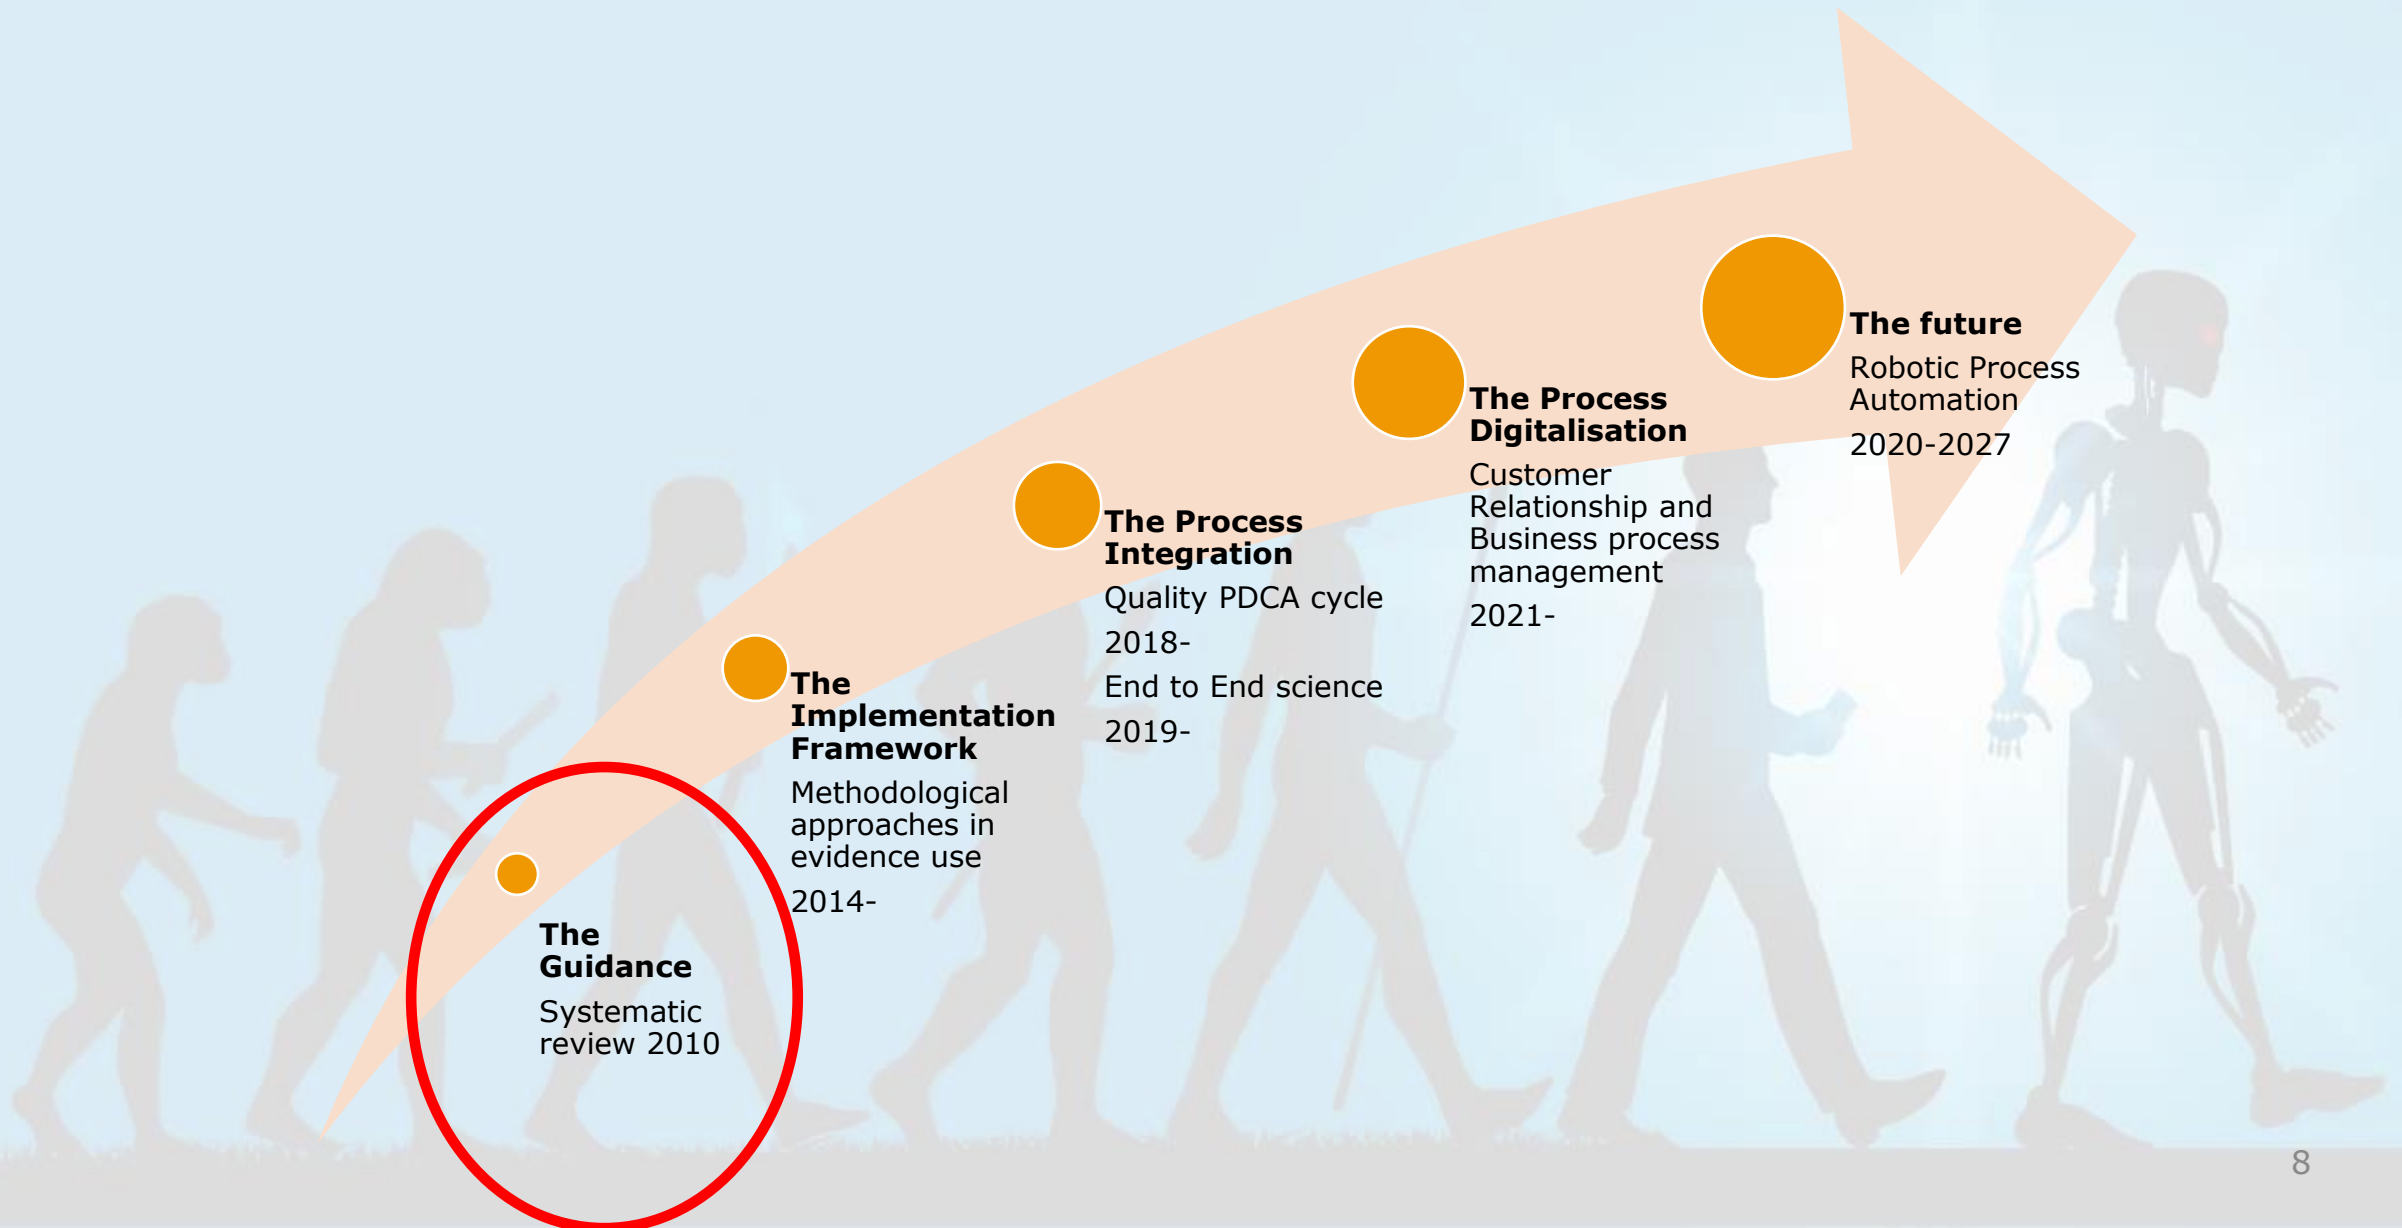 The
Guidance
Systematic
review 2010
The
Implementation
Framework
Methodological
approaches in
evidence use
2014-
The Process
Integration
Quality PDCA cycle
2018-
End to End science
2019-
The Process
Digitalisation
Customer
Relationship and
Business process
management
2021-
The future
Robotic Process
Automation
2020-2027
8